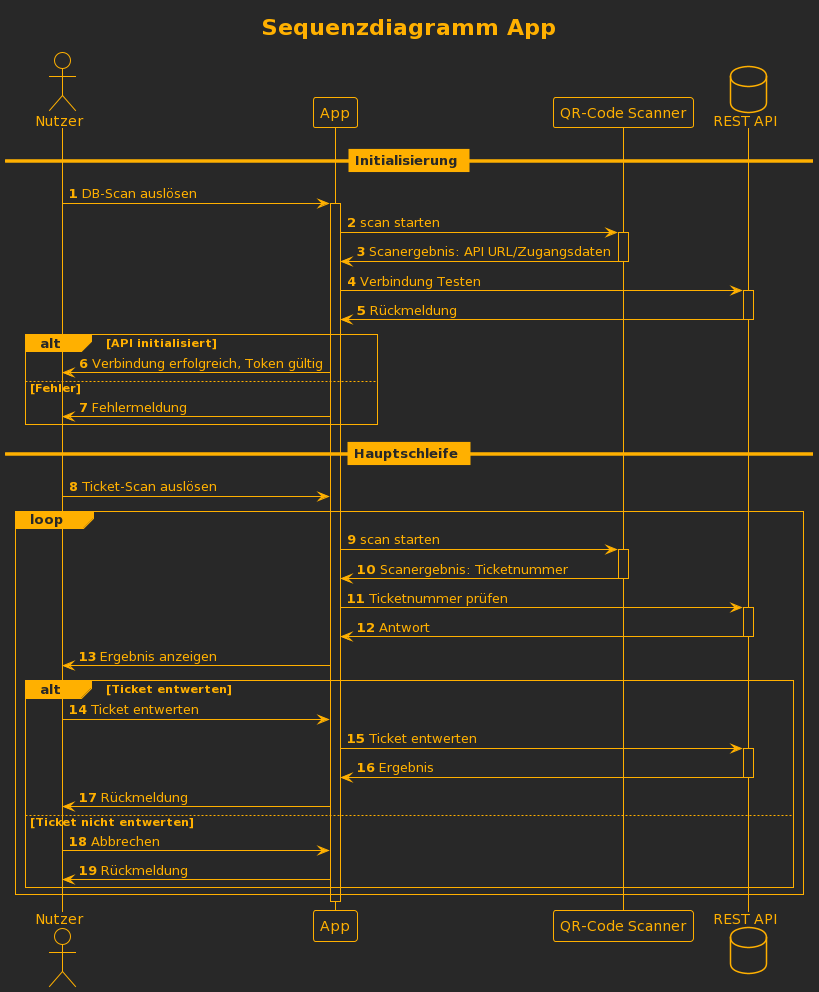 Sequenzdiagramm App
Nutzer
App
QR-Code Scanner
REST API
Initialisierung
1 DB-Scan auslösen
2 scan starten
3 Scanergebnis: API URL/Zugangsdaten
4 Verbindung Testen
5 Rückmeldung
alt [API initialisiert]
6 Verbindung erfolgreich, Token gültig
[Fehler]
7 Fehlermeldung
Hauptschleife
8 Ticket-Scan auslösen
loop
9 scan starten
10 Scanergebnis: Ticketnummer
11 Ticketnummer prüfen
12 Antwort
13 Ergebnis anzeigen
alt [Ticket entwerten]
14 Ticket entwerten
15 Ticket entwerten
16 Ergebnis
17 Rückmeldung
[Ticket nicht entwerten]
18 Abbrechen
19 Rückmeldung
Nutzer
App
QR-Code Scanner
REST API